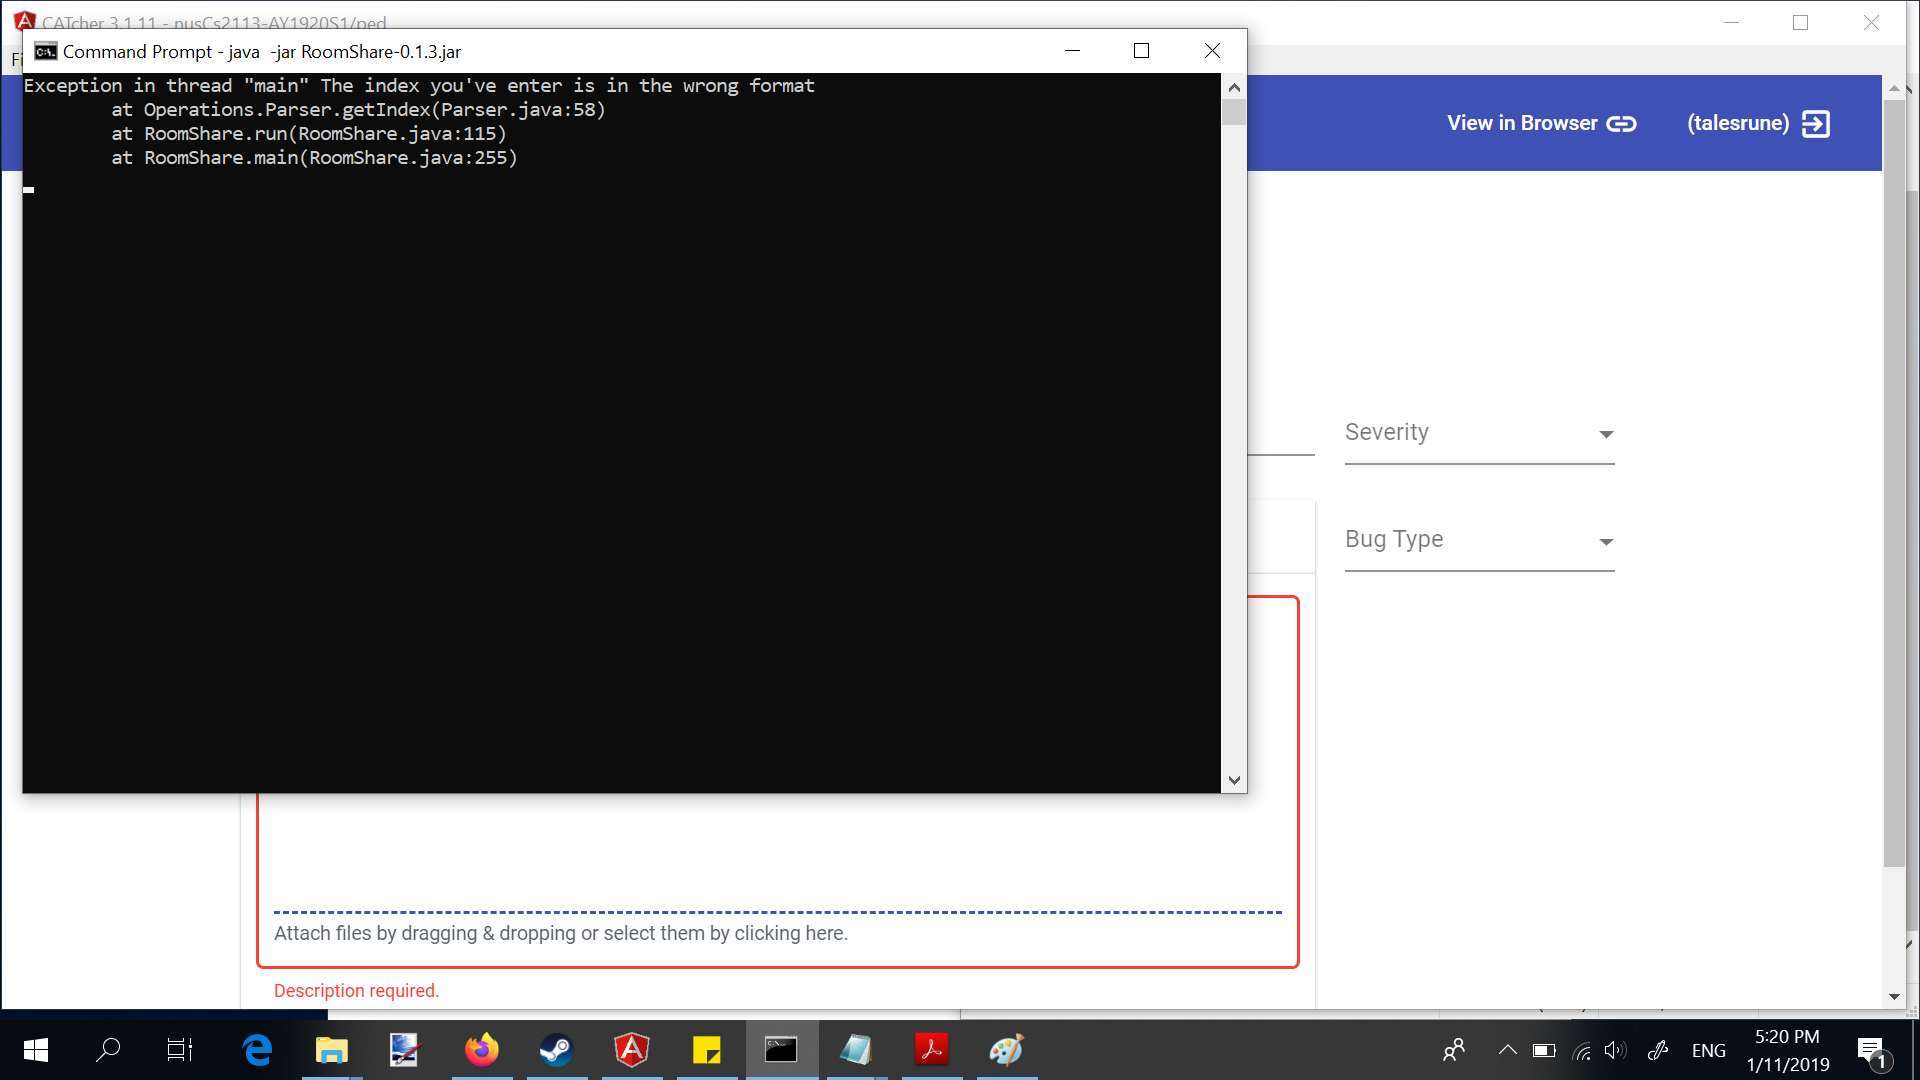 CATcher 3.1.11 - nusCs2113-AY1920S1/ped
Command Prompt - java  -jar RoomShare-0.1.3.jar
Fi
Exception in thread "main" The index you've enter is in the wrong format
at Operations.Parser.getIndex(Parser.java:58)
at RoomShare.run(RoomShare.java:115)
at RoomShare.main(RoomShare.java:255)
View in Browser
(talesrune)
Severity
Bug Type
Attach files by dragging & dropping or select them by clicking here.
Description required.
ENG
5:20 PM
1/11/2019
1